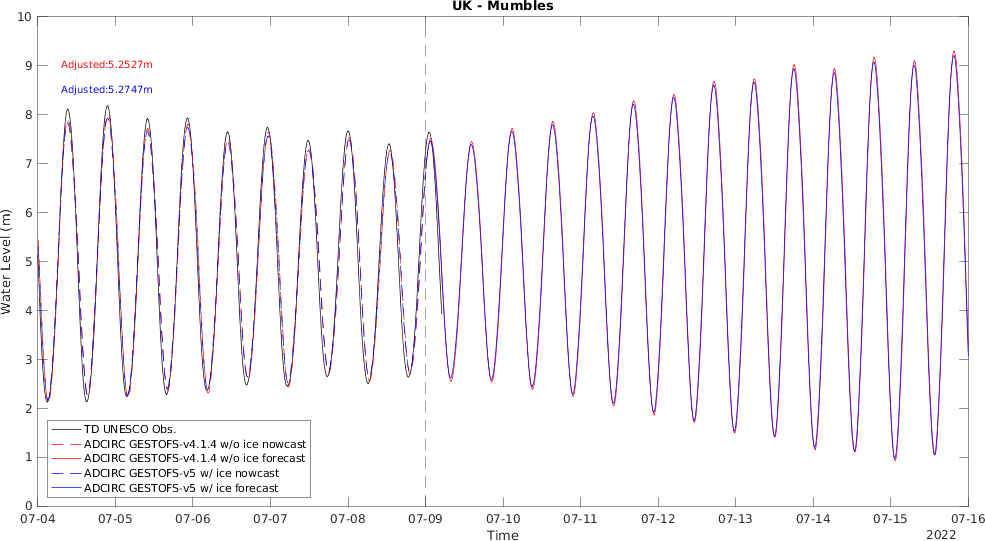 UK - Mumbles
10
9
8
7
6
5
4
3
2
1
0
Water Level (m)
Adjusted:5.2527m
Adjusted:5.2747m
TD UNESCO Obs.
ADCIRC GESTOFS-v4.1.4 w/o ice nowcast
ADCIRC GESTOFS-v4.1.4 w/o ice forecast
ADCIRC GESTOFS-v5 w/ ice nowcast
ADCIRC GESTOFS-v5 w/ ice forecast
07-04 07-05 07-06 07-07 07-08 07-09 07-10 07-11 07-12 07-13 07-14 07-15 07-16
Time
2022